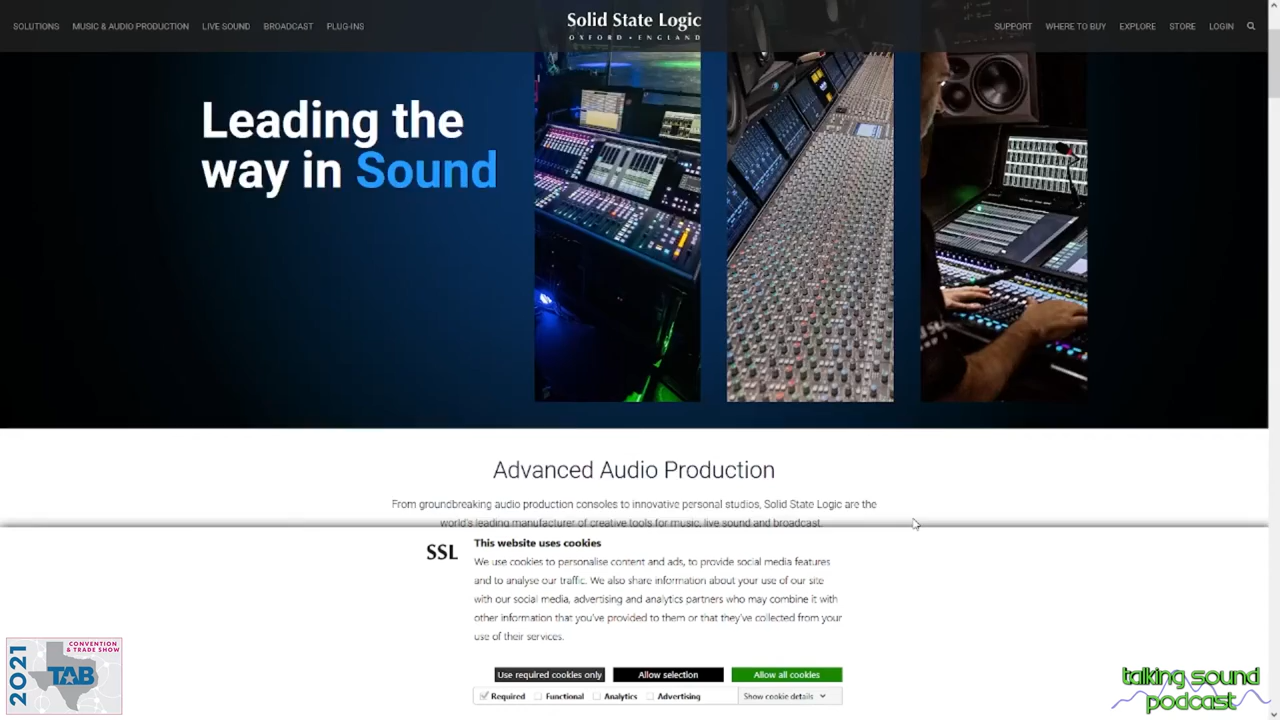 SOLUTIONS MUSIC & AUDIO PRODUCTION LIVE SOUND BROADCAST PLUG-INS
Solid State Logic
OXFORD • ENGLAND
SUPPORT WHERE TO BUY EXPLORE STORE LOGIN
Leading the
way in Sound
Advanced Audio Production
From groundbreaking audio production consoles to innovative personal studios, Solid State Logic are the
world's leading manufacturer of creative tools for music, live sound and broadcast.
SSL
This website uses cookies
We use cookies to personalise content and ads, to provide social media features
and to analyse our traffic. We also share information about your use of our site
with our social media, advertising and analytics partners who may combine it with
other information that you've provided to them or that they've collected from your
use of their services.
Use required cookies only Allow selection Allow all cookies
Required Functional Analytics Advertising Show cookie details
2021
CONVENTION
& TRADE SHOW
TAB
talking sound
podcast